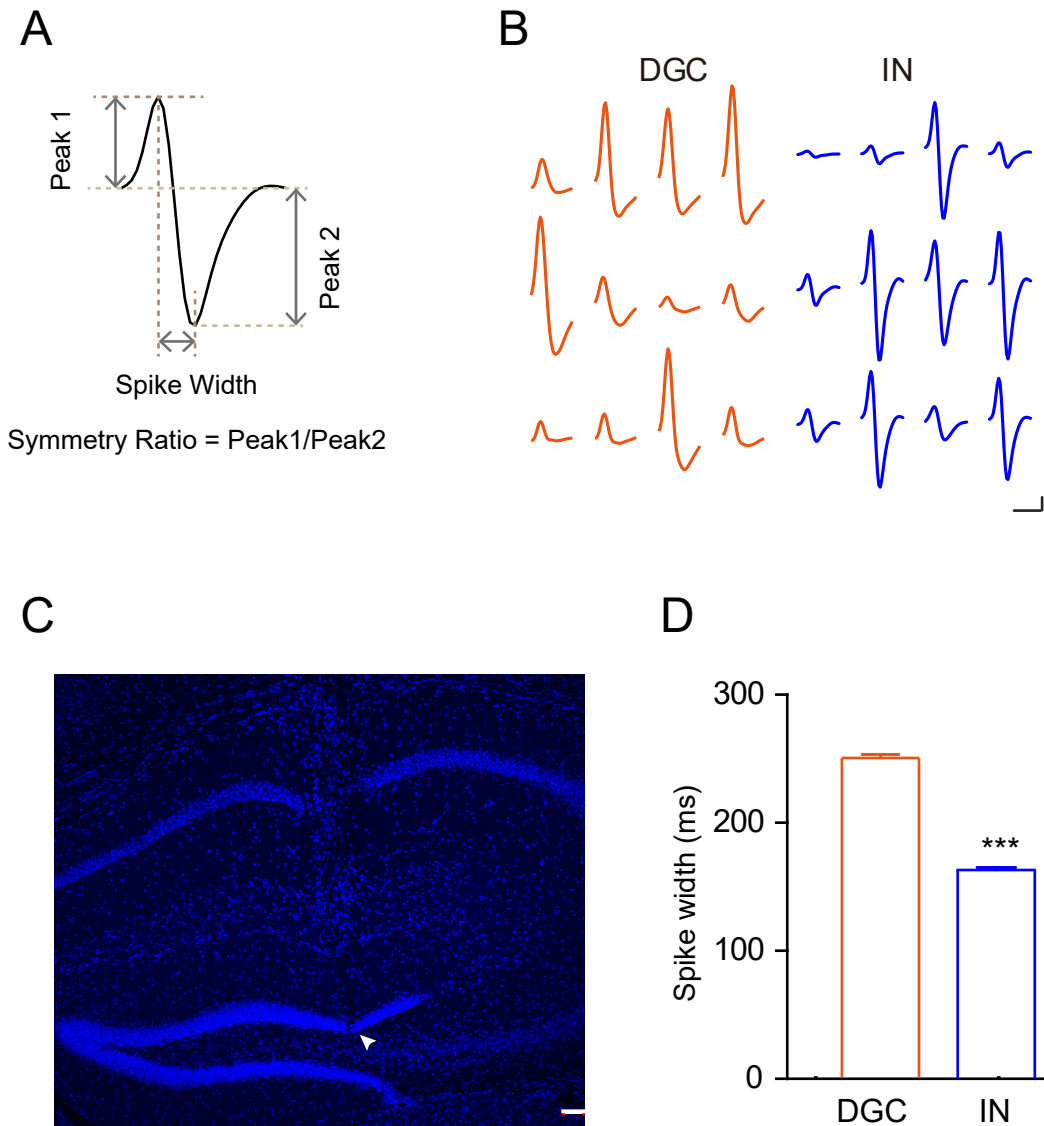 A
Peak 1
Peak 2
Spike Width
Symmetry Ratio = Peak1/Peak2
B
DGC
IN
C
D
Spike width (ms)
300
200
100
0
***
DGC
IN